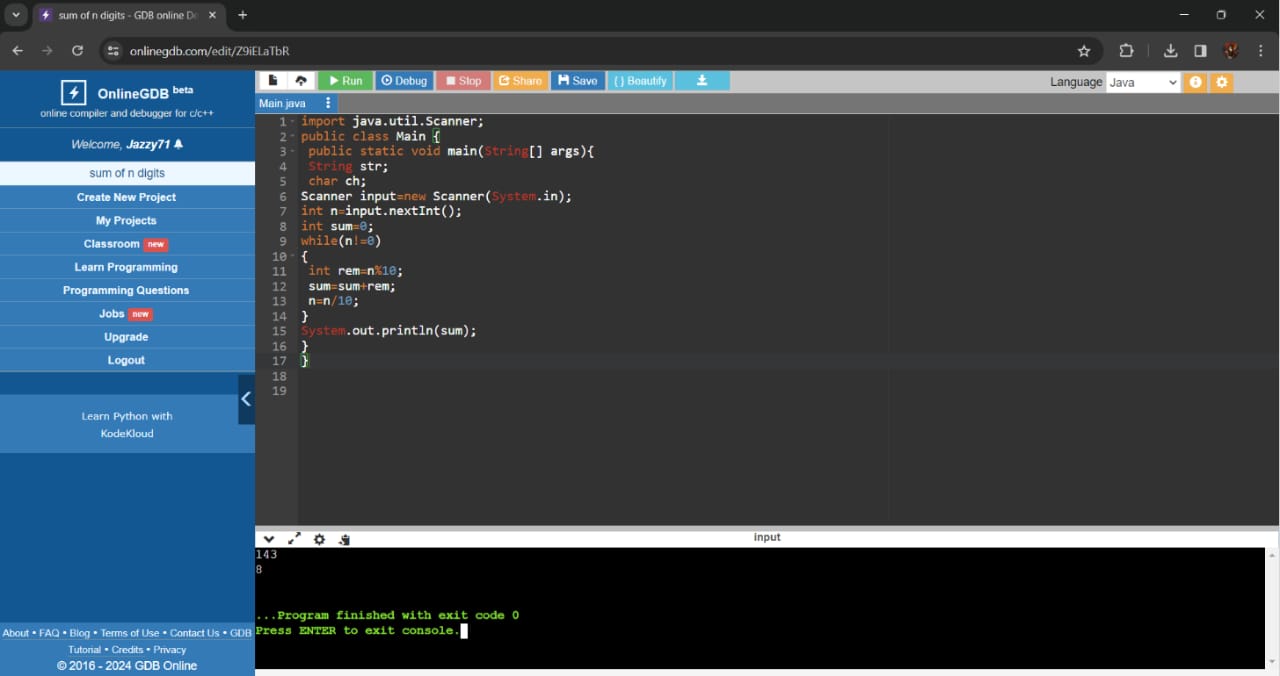 sum of n digits - GDB online De
onlinegdb.com/edit/Z9iELaTbR
OnlineGDB beta
online compiler and debugger for c/c++
Welcome, Jazzy71
sum of n digits
Create New Project
My Projects
Classroom new
Learn Programming
Programming Questions
Jobs new
Upgrade
Logout
Learn Python with
KodeKloud
About • FAQ • Blog • Terms of Use • Contact Us • GDB
Tutorial • Credits • Privacy
© 2016 - 2024 GDB Online
Run Debug Stop Share Save { } Beautify Language Java
Main.java
1 import java.util.Scanner;
2 public class Main {
3 public static void main(String[] args){
4 String str;
5 char ch;
6 Scanner input=new Scanner(System.in);
7 int n=input.nextInt();
8 int sum=0;
9 while(n!=0)
10 {
11 int rem=n%10;
12 sum=sum+rem;
13 n=n/10;
14 }
15 System.out.println(sum);
16 }
17 }
18
19
input
143
8
...Program finished with exit code 0
Press ENTER to exit console.